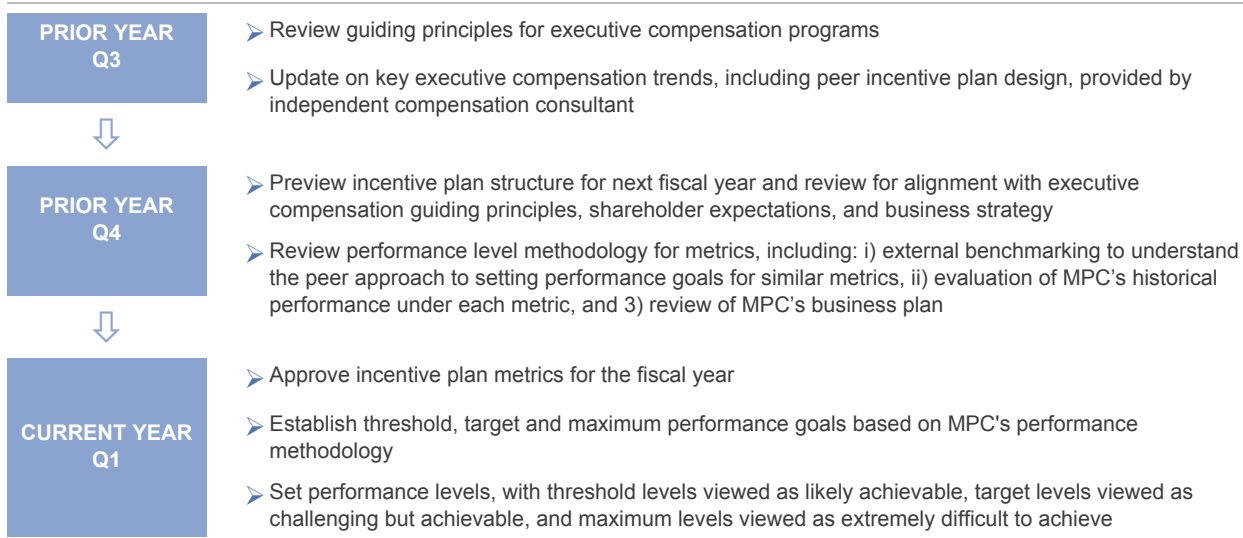 PRIOR YEAR
Q3
➢ Review guiding principles for executive compensation programs
➢ Update on key executive compensation trends, including peer incentive plan design, provided by
independent compensation consultant
PRIOR YEAR
Q4
➢ Preview incentive plan structure for next fiscal year and review for alignment with executive
compensation guiding principles, shareholder expectations, and business strategy
➢ Review performance level methodology for metrics, including: i) external benchmarking to understand
the peer approach to setting performance goals for similar metrics, ii) evaluation of MPC’s historical
performance under each metric, and 3) review of MPC’s business plan
CURRENT YEAR
Q1
➢ Approve incentive plan metrics for the fiscal year
➢ Establish threshold, target and maximum performance goals based on MPC's performance
methodology
➢ Set performance levels, with threshold levels viewed as likely achievable, target levels viewed as
challenging but achievable, and maximum levels viewed as extremely difficult to achieve